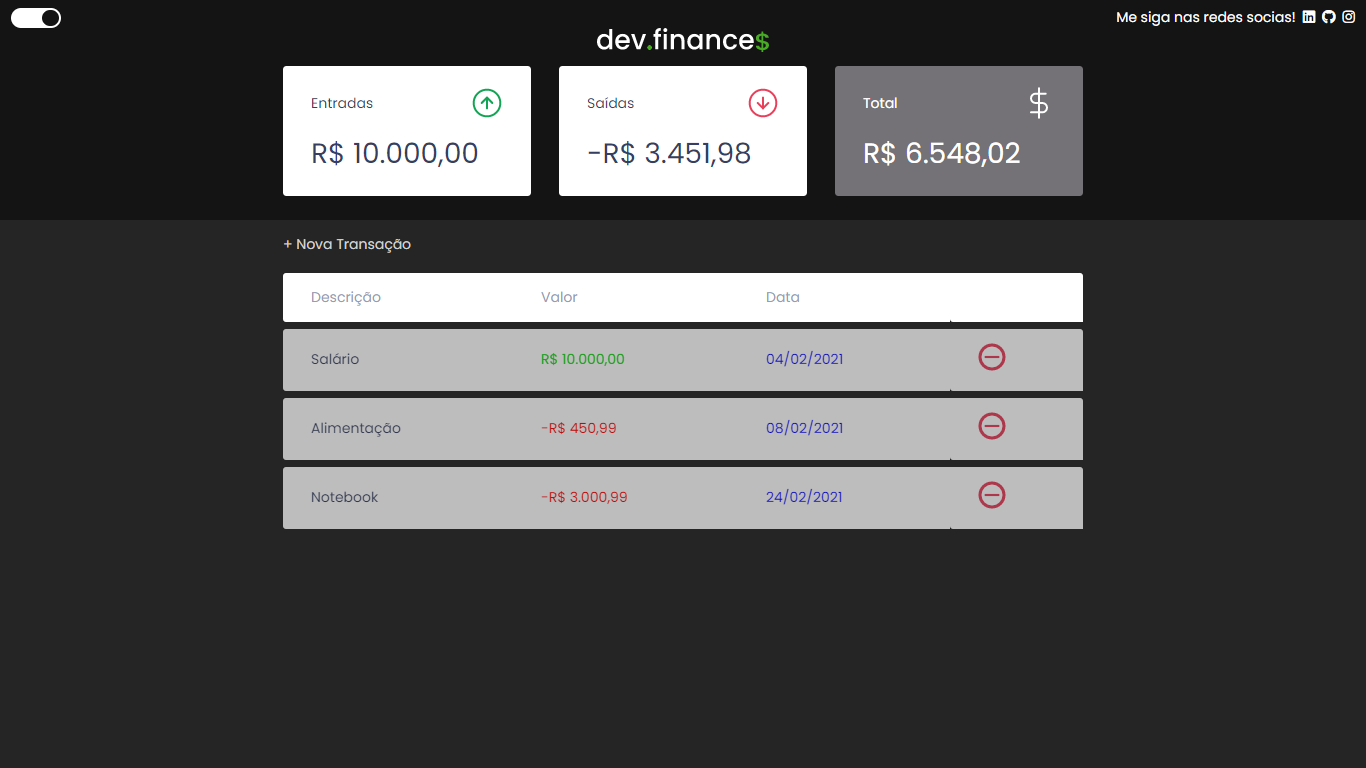 Me siga nas redes socias!
dev.finance$
Entradas
R$ 10.000,00
Saídas
-R$ 3.451,98
Total
$
R$ 6.548,02
+ Nova Transação
Descrição Valor Data
Salário R$ 10.000,00 04/02/2021
Alimentação -R$ 450,99 08/02/2021
Notebook -R$ 3.000,99 24/02/2021